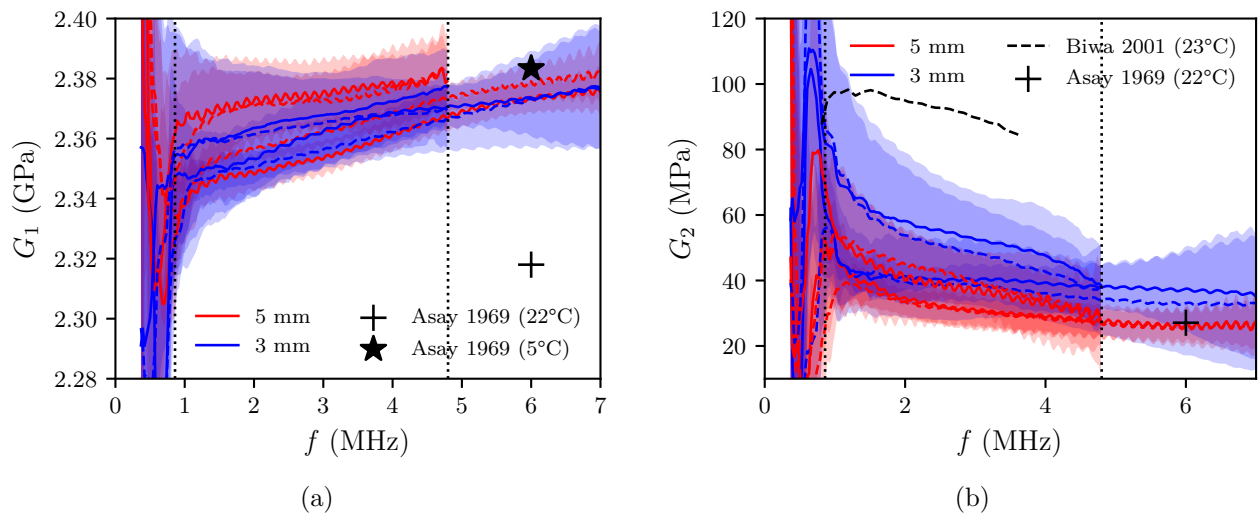 2.40
2.38
2.36
2.34
2.32
2.30
2.28
G1 (GPa)
5 mm
3 mm
Asay 1969 (22°C)
Asay 1969 (5°C)
0 1 2 3 4 5 6 7
f (MHz)
(a)
120
100
80
60
40
20
G2 (MPa)
5 mm
3 mm
Biwa 2001 (23°C)
Asay 1969 (22°C)
0 2 4 6
f (MHz)
(b)